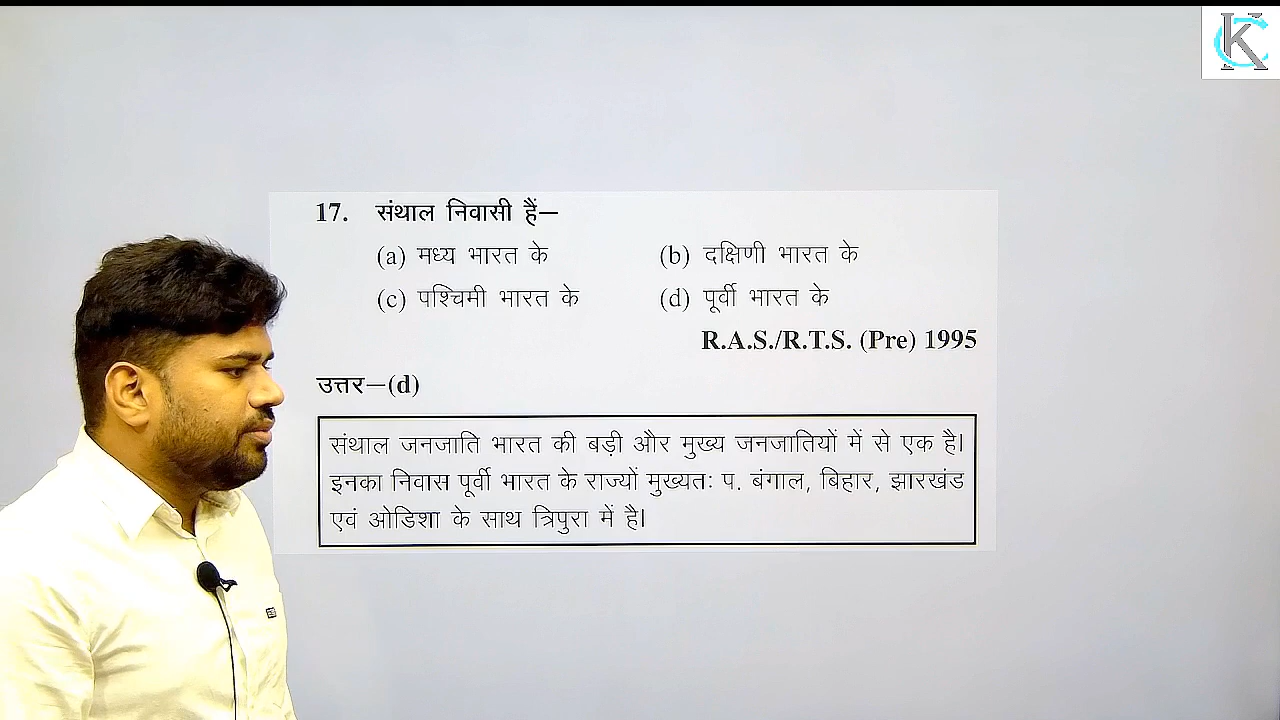 KC
17. संथाल निवासी हैं–
(a) मध्य भारत के (b) दक्षिणी भारत के
(c) पश्चिमी भारत के (d) पूर्वी भारत के
R.A.S./R.T.S. (Pre) 1995
उत्तर–(d)
संथाल जनजाति भारत की बड़ी और मुख्य जनजातियों में से एक है।
इनका निवास पूर्वी भारत के राज्यों मुख्यत: प. बंगाल, बिहार, झारखंड
एवं ओडिशा के साथ त्रिपुरा में है।